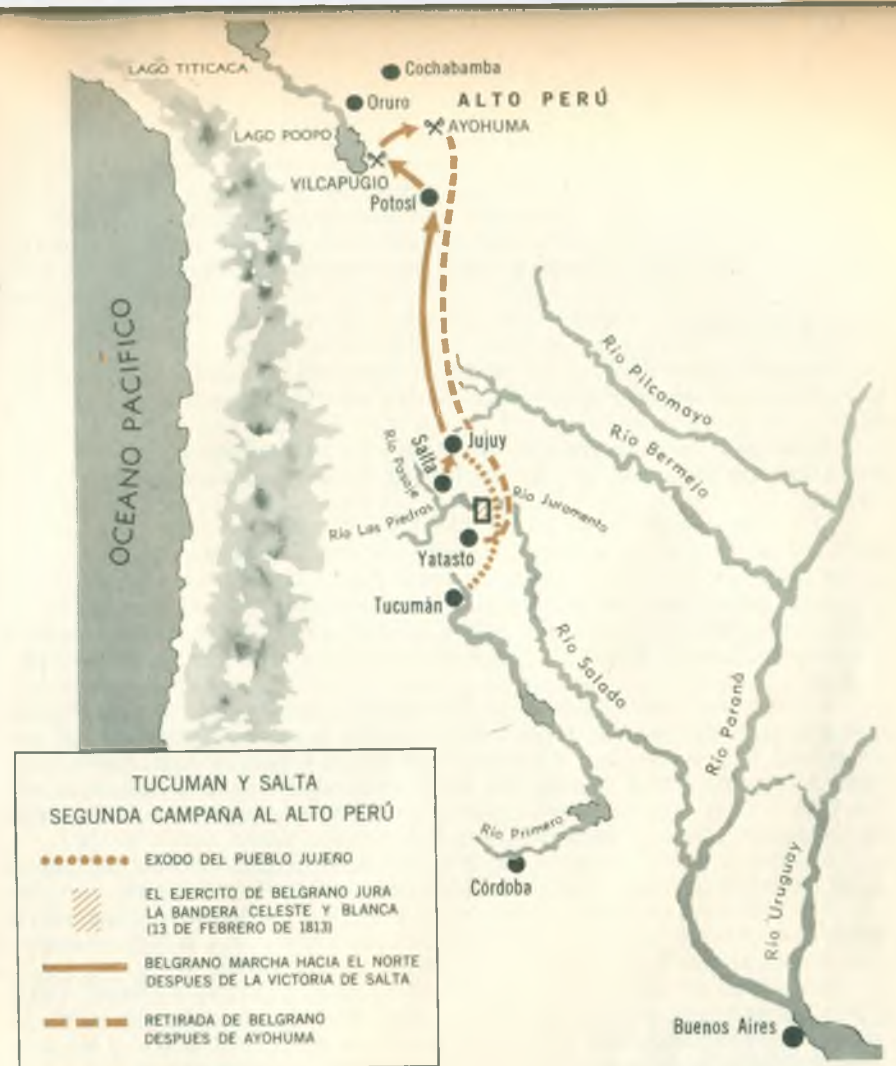 LAGO TITICACA
Cochabamba
Oruro
ALTO PERÚ
LAGO POOPO
AYOHUMA
VILCAPUGIO
Potosí
OCEANO PACIFICO
Río Pilcomayo
Río Bermejo
Jujuy
Salta
Río Pasaje
Río Juramento
Río Las Piedras
Yatasto
Tucumán
Río Salado
Río Paraná
Río Primero
Córdoba
Río Uruguay
Buenos Aires
TUCUMAN Y SALTA
SEGUNDA CAMPAÑA AL ALTO PERÚ
EXODO DEL PUEBLO JUJEÑO
EL EJERCITO DE BELGRANO JURA
LA BANDERA CELESTE Y BLANCA
(13 DE FEBRERO DE 1813)
BELGRANO MARCHA HACIA EL NORTE
DESPUES DE LA VICTORIA DE SALTA
RETIRADA DE BELGRANO
DESPUES DE AYOHUMA